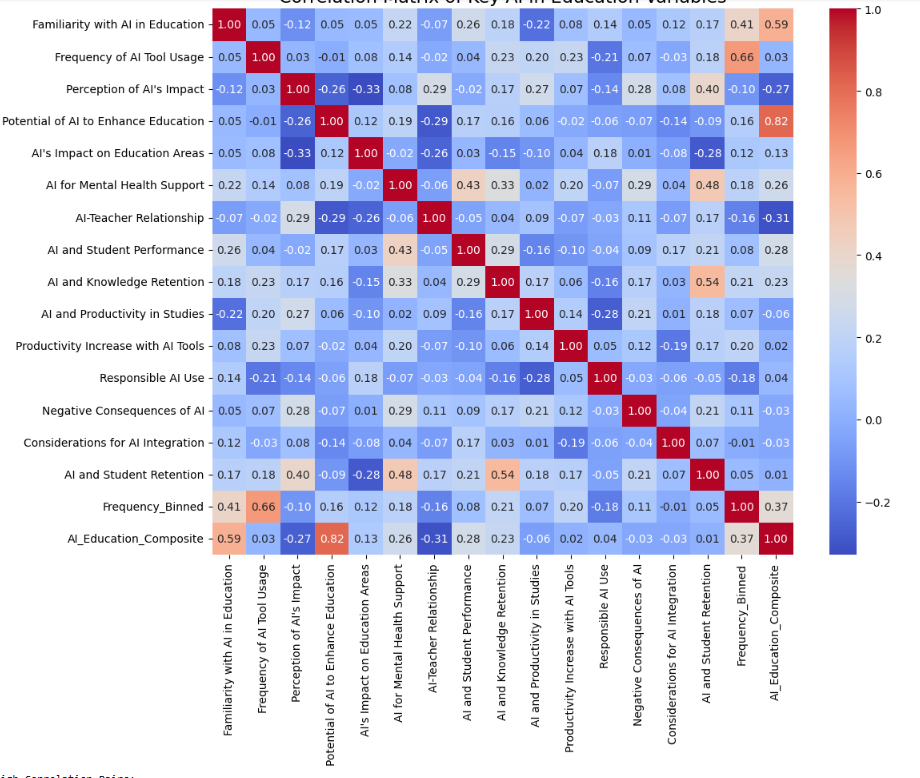 Correlation Matrix of Key AI in Education Variables
Familiarity with AI in Education 1.00 0.05 -0.12 0.05 0.05 0.22 -0.07 0.26 0.18 -0.22 0.08 0.14 0.05 0.12 0.17 0.41 0.59
Frequency of AI Tool Usage 0.05 1.00 0.03 -0.01 0.08 0.14 -0.02 0.04 0.23 0.20 0.23 -0.21 0.07 -0.03 0.18 0.66 0.03
Perception of AI's Impact -0.12 0.03 1.00 -0.26 -0.33 0.08 0.29 -0.02 0.17 0.27 0.07 -0.14 0.28 0.08 0.40 -0.10 -0.27
Potential of AI to Enhance Education 0.05 -0.01 -0.26 1.00 0.12 0.19 -0.29 0.17 0.16 0.06 -0.02 -0.06 -0.07 -0.14 -0.09 0.16 0.82
AI's Impact on Education Areas 0.05 0.08 -0.33 0.12 1.00 -0.02 -0.26 0.03 -0.15 -0.10 0.04 0.18 0.01 -0.08 -0.28 0.12 0.13
AI for Mental Health Support 0.22 0.14 0.08 0.19 -0.02 1.00 -0.06 0.43 0.33 0.02 0.20 -0.07 0.29 0.04 0.48 0.18 0.26
AI-Teacher Relationship -0.07 -0.02 0.29 -0.29 -0.26 -0.06 1.00 -0.05 0.04 0.09 -0.07 -0.03 0.11 -0.07 0.17 -0.16 -0.31
AI and Student Performance 0.26 0.04 -0.02 0.17 0.03 0.43 -0.05 1.00 0.29 -0.16 -0.10 -0.04 0.09 0.17 0.21 0.08 0.28
AI and Knowledge Retention 0.18 0.23 0.17 0.16 -0.15 0.33 0.04 0.29 1.00 0.17 0.06 -0.16 0.17 0.03 0.54 0.21 0.23
AI and Productivity in Studies -0.22 0.20 0.27 0.06 -0.10 0.02 0.09 -0.16 0.17 1.00 0.14 -0.28 0.21 0.01 0.18 0.07 -0.06
Productivity Increase with AI Tools 0.08 0.23 0.07 -0.02 0.04 0.20 -0.07 -0.10 0.06 0.14 1.00 0.05 0.12 -0.19 0.17 0.20 0.02
Responsible AI Use 0.14 -0.21 -0.14 -0.06 0.18 -0.07 -0.03 -0.04 -0.16 -0.28 0.05 1.00 -0.03 -0.06 -0.05 -0.18 0.04
Negative Consequences of AI 0.05 0.07 0.28 -0.07 0.01 0.29 0.11 0.09 0.17 0.21 0.12 -0.03 1.00 -0.04 0.21 0.11 -0.03
Considerations for AI Integration 0.12 -0.03 0.08 -0.14 -0.08 0.04 -0.07 0.17 0.03 0.01 -0.19 -0.06 -0.04 1.00 0.07 -0.01 -0.03
AI and Student Retention 0.17 0.18 0.40 -0.09 -0.28 0.48 0.17 0.21 0.54 0.18 0.17 -0.05 0.21 0.07 1.00 0.05 0.01
Frequency_Binned 0.41 0.66 -0.10 0.16 0.12 0.18 -0.16 0.08 0.21 0.07 0.20 -0.18 0.11 -0.01 0.05 1.00 0.37
AI_Education_Composite 0.59 0.03 -0.27 0.82 0.13 0.26 -0.31 0.28 0.23 -0.06 0.02 0.04 -0.03 -0.03 0.01 0.37 1.00
Familiarity with AI in Education
Frequency of AI Tool Usage
Perception of AI's Impact
Potential of AI to Enhance Education
AI's Impact on Education Areas
AI for Mental Health Support
AI-Teacher Relationship
AI and Student Performance
AI and Knowledge Retention
AI and Productivity in Studies
Productivity Increase with AI Tools
Responsible AI Use
Negative Consequences of AI
Considerations for AI Integration
AI and Student Retention
Frequency_Binned
AI_Education_Composite
1.0
0.8
0.6
0.4
0.2
0.0
−0.2